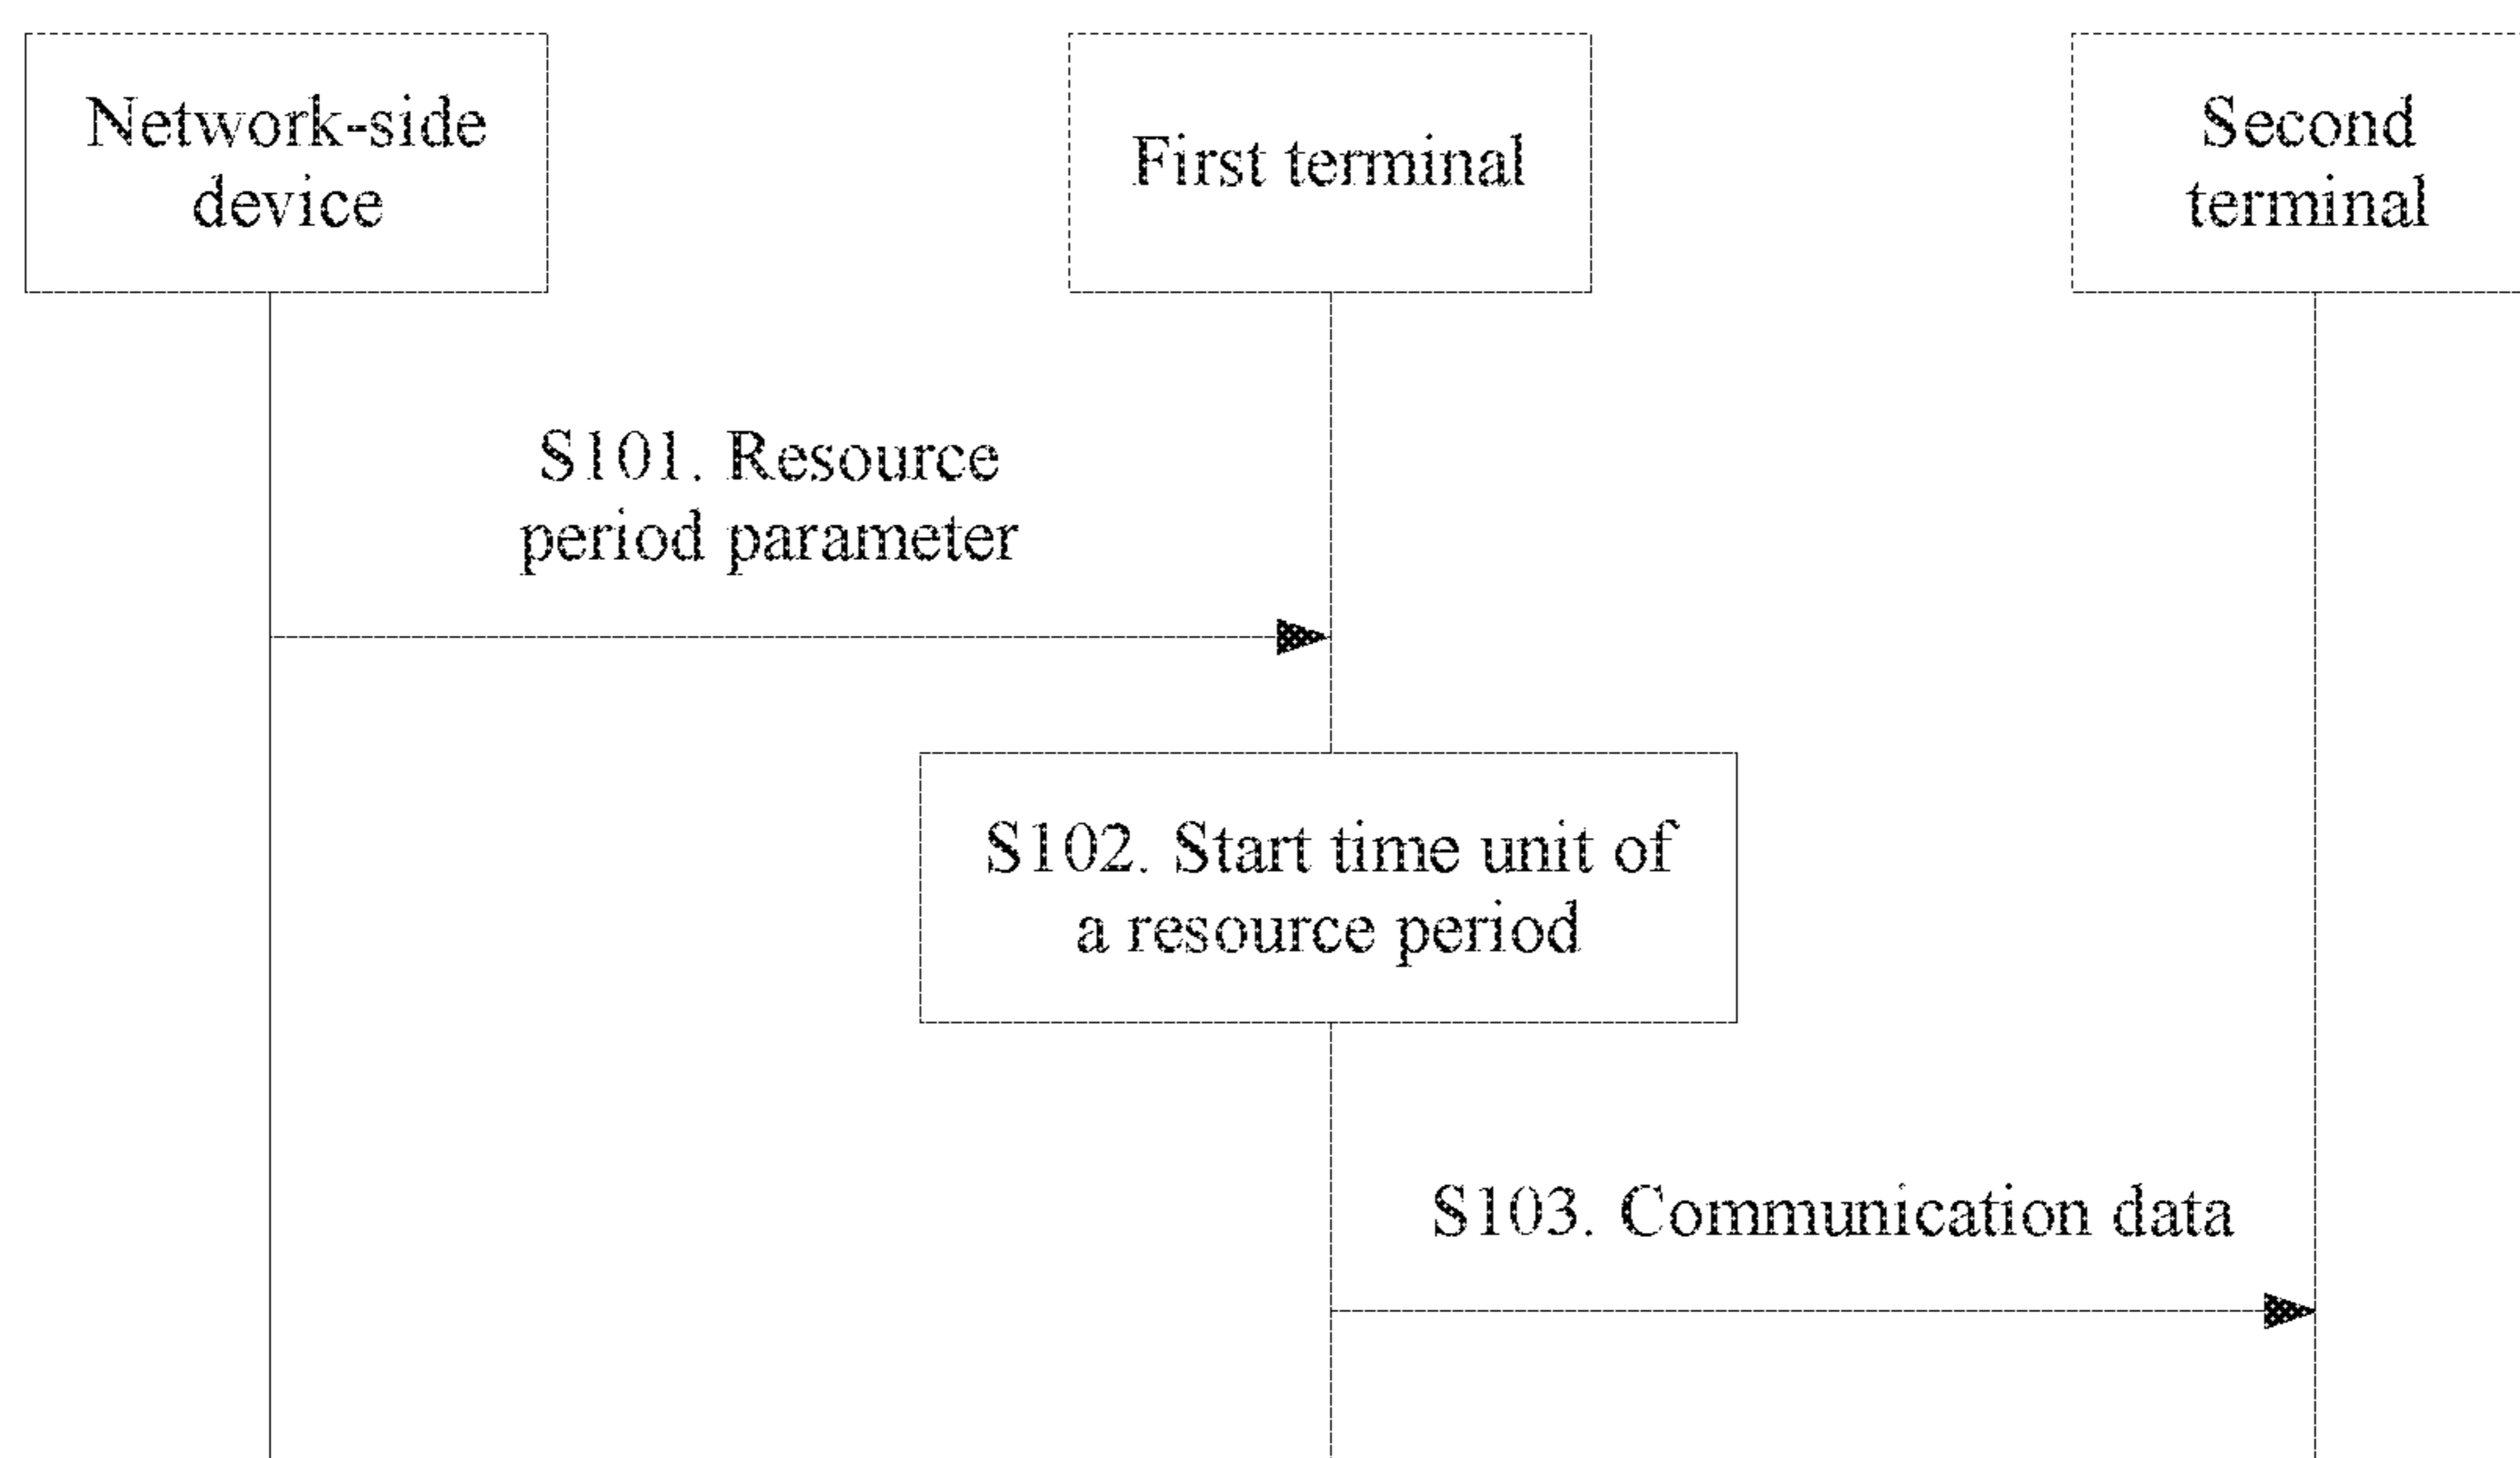 Network-side
device
First terminal
Second
terminal
S101. Resource
period parameter
S102. Start time unit of
a resource period
S103. Communication data